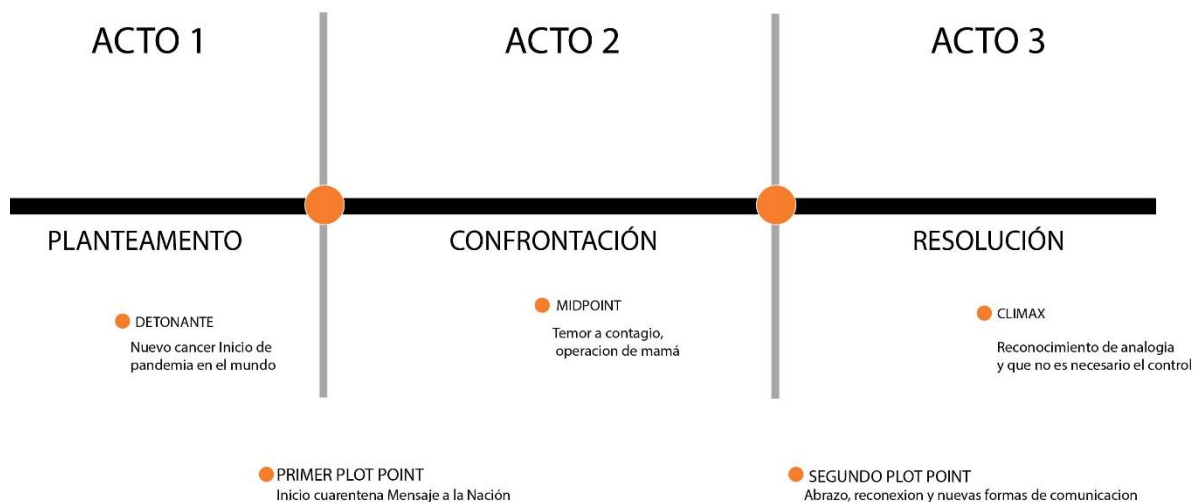 ACTO 1
ACTO 2
ACTO 3
PLANTEAMENTO
CONFRONTACIÓN
RESOLUCIÓN
DETONANTE
Nuevo cancer Inicio de
pandemia en el mundo
MIDPOINT
Temor a contagio,
operacion de mamá
CLIMAX
Reconocimiento de analogia
y que no es necesario el control
PRIMER PLOT POINT
Inicio cuarentena Mensaje a la Nación
SEGUNDO PLOT POINT
Abrazo, reconexion y nuevas formas de comunicacion